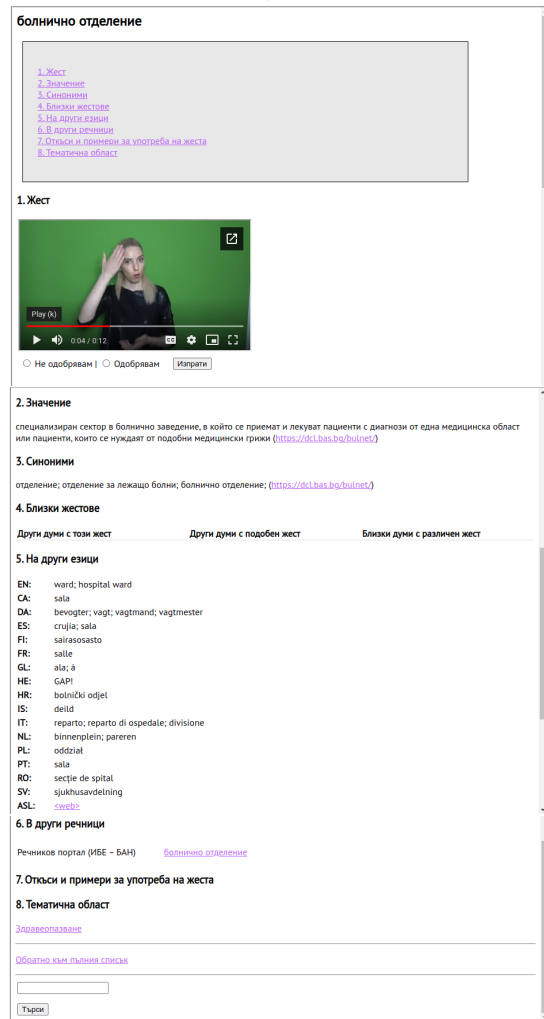 болнично отделение
1. Жест
2. Значение
3. Синоними
4. Близки жестове
5. На други езици
6. В други речници
7. Откъси и примери за употреба на жеста
8. Тематична област
1. Жест
Play (k)
0:04 / 0:12
Не одобрявам | Одобрявам Изпрати
2. Значение
специализиран сектор в болнично заведение, в който се приемат и лекуват пациенти с диагнози от една медицинска област
или пациенти, които се нуждаят от подобни медицински грижи (https://dcl.bas.bg/bulnet/)
3. Синоними
отделение; отделение за лежащо болни; болнично отделение; (https://dcl.bas.bg/bulnet/)
4. Близки жестове
Други думи с този жест Други думи с подобен жест Близки думи с различен жест
5. На други езици
EN: ward; hospital ward
CA: sala
DA: bevogter; vagt; vagtmand; vagtmester
ES: crujía; sala
FI: sairasosasto
FR: salle
GL: ala; á
HE: GAP!
HR: bolnički odjel
IS: deild
IT: reparto; reparto di ospedale; divisione
NL: binnenplein; pareren
PL: oddział
PT: sala
RO: secție de spital
SV: sjukhusavdelning
ASL: <web>
6. В други речници
Речников портал (ИБЕ – БАН) болнично отделение
7. Откъси и примери за употреба на жеста
8. Тематична област
Здравеопазване
Обратно към пълния списък
Търси